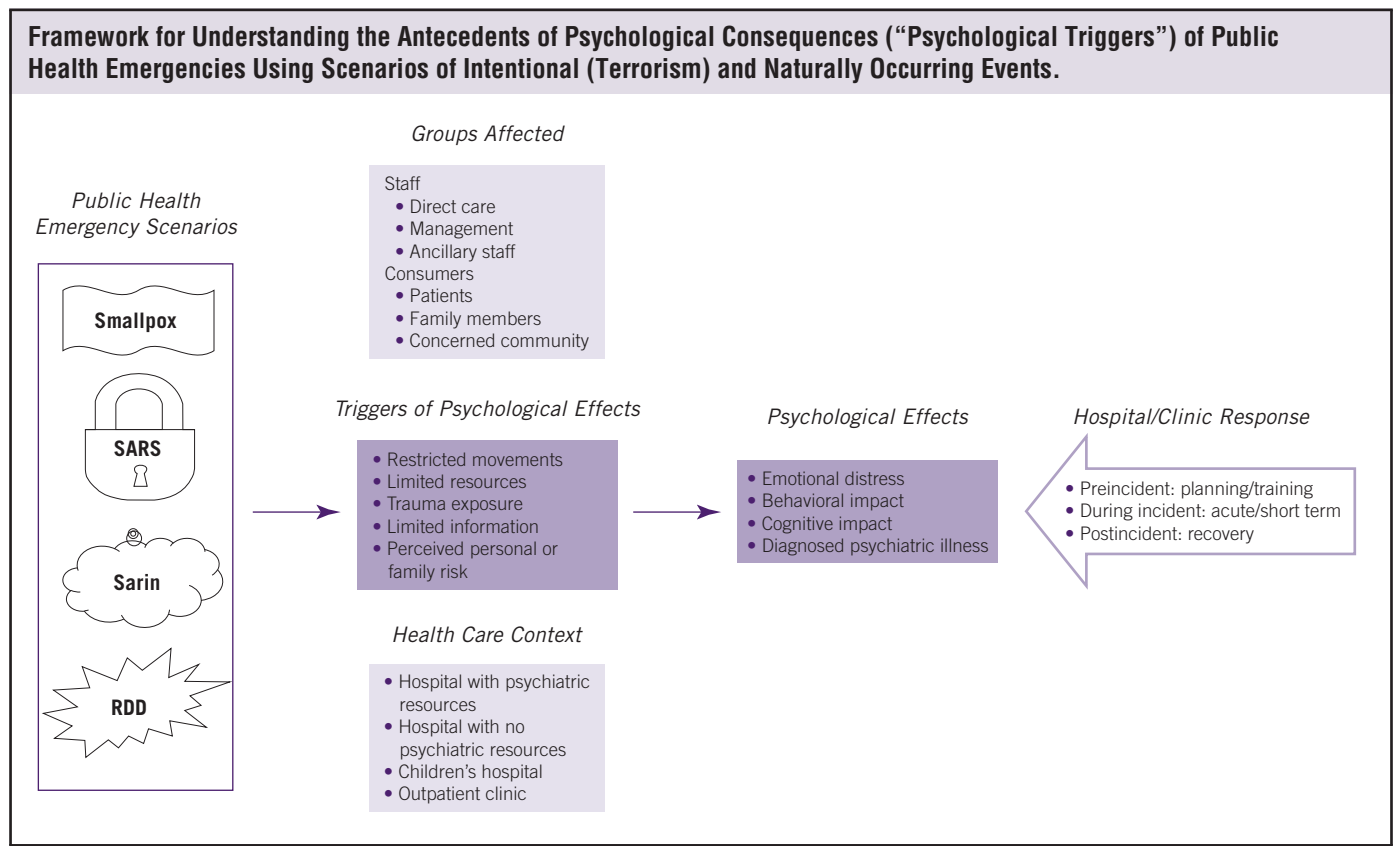 Framework for Understanding the Antecedents of Psychological Consequences (“Psychological Triggers”) of Public
Health Emergencies Using Scenarios of Intentional (Terrorism) and Naturally Occurring Events.
Public Health
Emergency Scenarios
Smallpox
SARS
Sarin
RDD
Groups Affected
Staff
• Direct care
• Management
• Ancillary staff
Consumers
• Patients
• Family members
• Concerned community
Triggers of Psychological Effects
• Restricted movements
• Limited resources
• Trauma exposure
• Limited information
• Perceived personal or
family risk
Health Care Context
• Hospital with psychiatric
resources
• Hospital with no
psychiatric resources
• Children’s hospital
• Outpatient clinic
Psychological Effects
• Emotional distress
• Behavioral impact
• Cognitive impact
• Diagnosed psychiatric illness
Hospital/Clinic Response
• Preincident: planning/training
• During incident: acute/short term
• Postincident: recovery